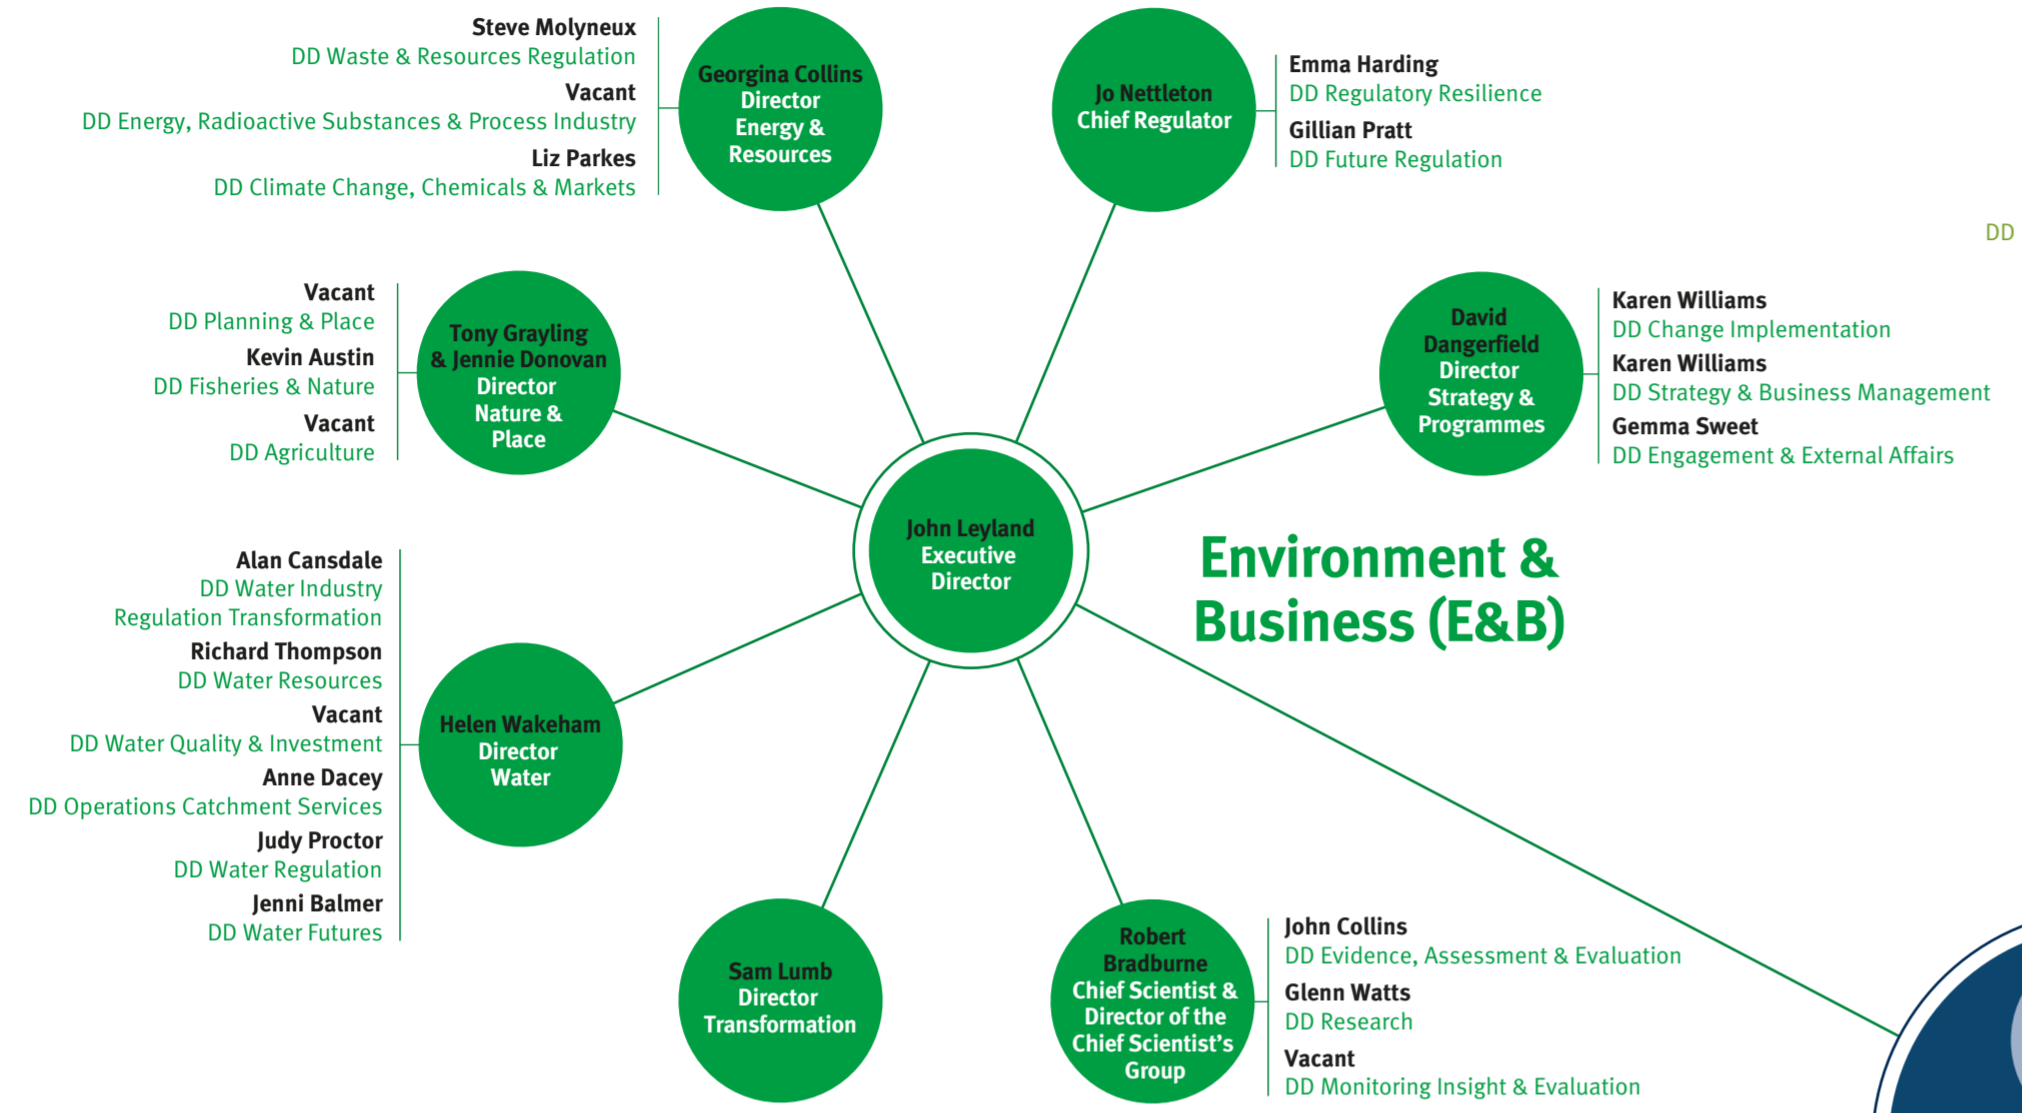 Steve Molyneux
DD Waste & Resources Regulation
Vacant
DD Energy, Radioactive Substances & Process Industry
Liz Parkes
DD Climate Change, Chemicals & Markets
Georgina Collins
Director
Energy &
Resources
Jo Nettleton
Chief Regulator
Emma Harding
DD Regulatory Resilience
Gillian Pratt
DD Future Regulation
DD
Vacant
DD Planning & Place
Kevin Austin
DD Fisheries & Nature
Vacant
DD Agriculture
Tony Grayling
& Jennie Donovan
Director
Nature &
Place
David
Dangerfield
Director
Strategy &
Programmes
Karen Williams
DD Change Implementation
Karen Williams
DD Strategy & Business Management
Gemma Sweet
DD Engagement & External Affairs
John Leyland
Executive
Director
Environment &
Business (E&B)
Alan Cansdale
DD Water Industry
Regulation Transformation
Richard Thompson
DD Water Resources
Vacant
DD Water Quality & Investment
Anne Dacey
DD Operations Catchment Services
Judy Proctor
DD Water Regulation
Jenni Balmer
DD Water Futures
Helen Wakeham
Director
Water
Sam Lumb
Director
Transformation
Robert
Bradburne
Chief Scientist &
Director of the
Chief Scientist’s
Group
John Collins
DD Evidence, Assessment & Evaluation
Glenn Watts
DD Research
Vacant
DD Monitoring Insight & Evaluation